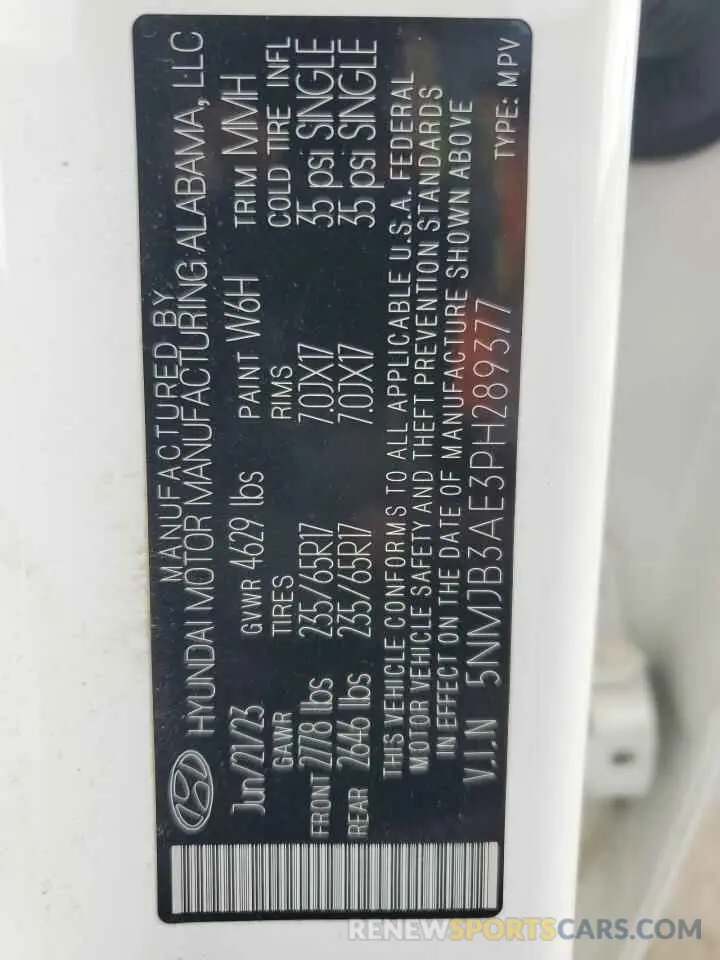 MANUFACTURED BY
HYUNDAI MOTOR MANUFACTURING ALABAMA, LLC
Jun/21/23 GVWR 4629 lbs PAINT W6H TRIM MMH
GAWR TIRES RIMS COLD TIRE INFL
FRONT 2778 lbs 235/65R17 7.0JX17 35 psi SINGLE
REAR 2646 lbs 235/65R17 7.0JX17 35 psi SINGLE
THIS VEHICLE CONFORMS TO ALL APPLICABLE U.S.A. FEDERAL
MOTOR VEHICLE SAFETY AND THEFT PREVENTION STANDARDS
IN EFFECT ON THE DATE OF MANUFACTURE SHOWN ABOVE
V.I.N 5NMJB3AE3PH289377 TYPE: MPV
RENEWSPORTSCARS.COM